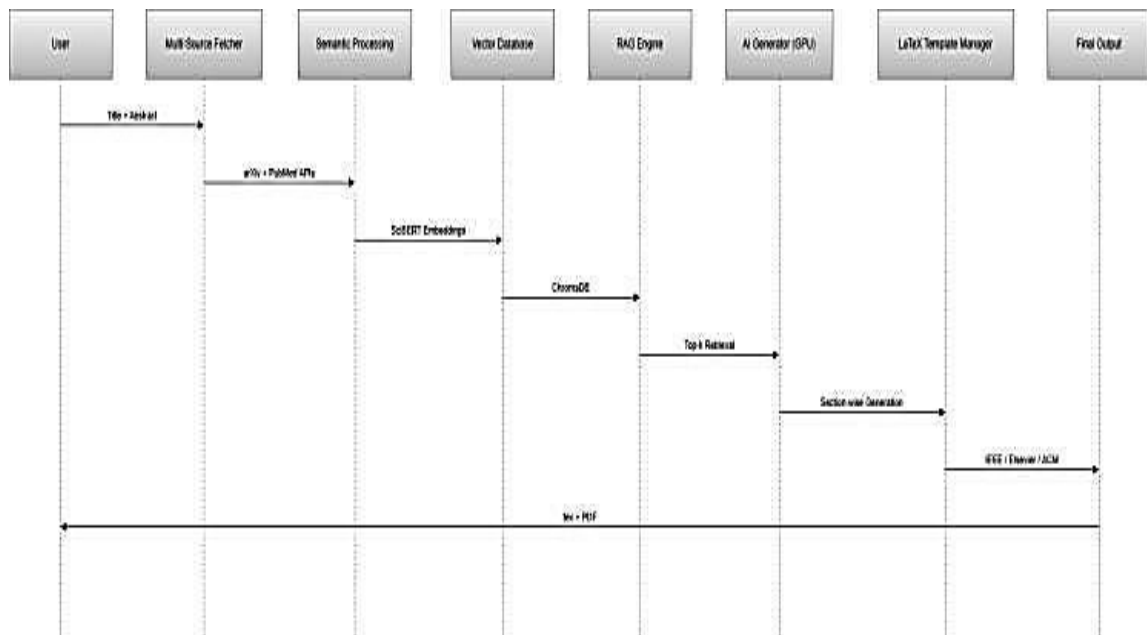 User
Multi-Source Fetcher
Semantic Processing
Vector Database
RAG Engine
AI Generator (GPU)
LaTeX Template Manager
Final Output
Title + Abstract
arXiv + PubMed APIs
SciBERT Embeddings
ChromaDB
Top-k Retrieval
Section-wise Generation
IEEE / Elsevier / ACM
.tex + PDF